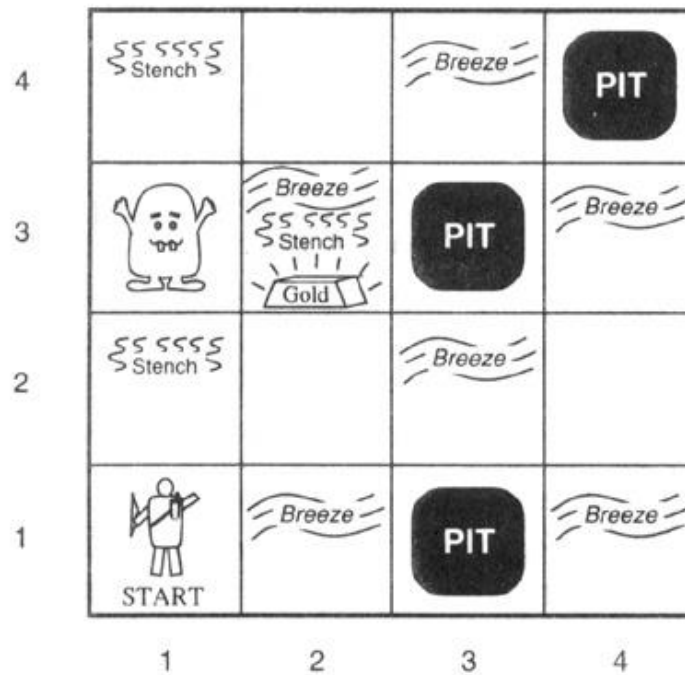 4
Stench
Breeze
PIT
3
Breeze
Stench
Gold
PIT
Breeze
2
Stench
Breeze
1
START
Breeze
PIT
Breeze
1 2 3 4